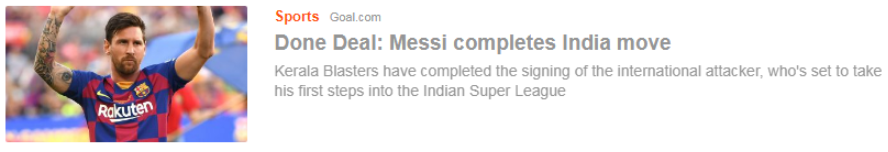 Sports Goal.com
Done Deal: Messi completes India move
Kerala Blasters have completed the signing of the international attacker, who's set to take
his first steps into the Indian Super League
Rakuten